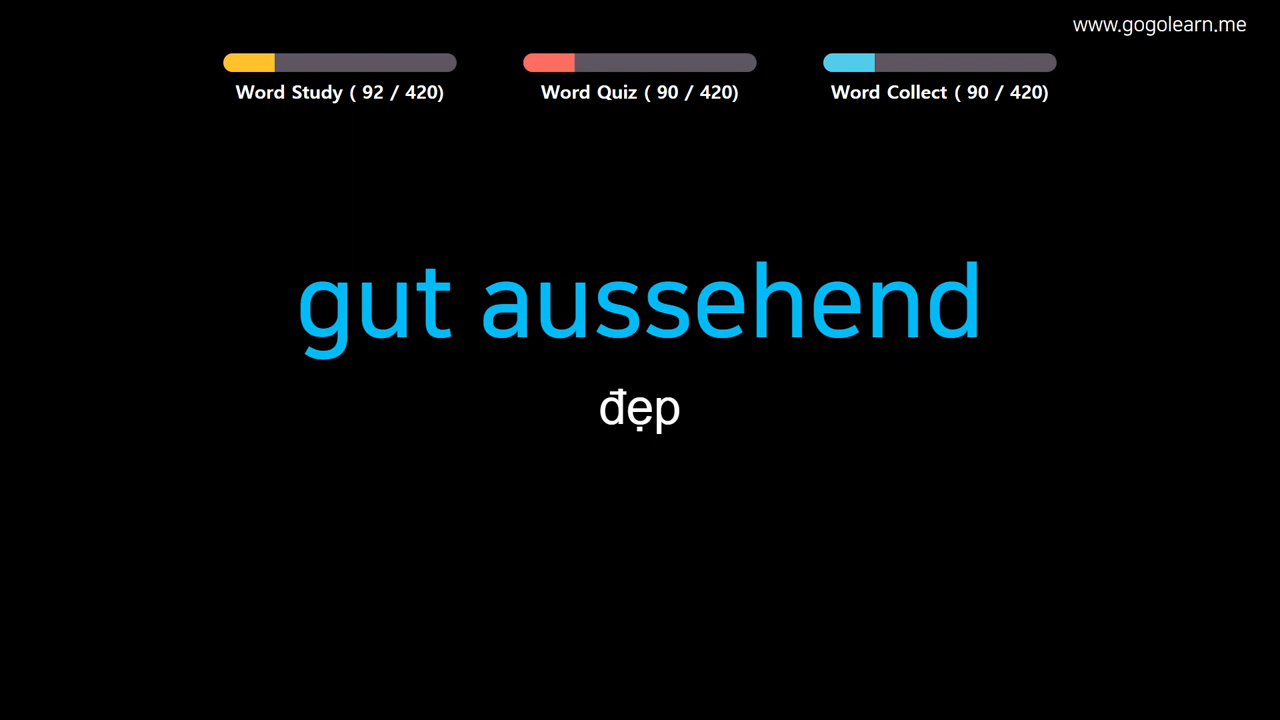 www.gogolearn.me
Word Study ( 92 / 420)
Word Quiz ( 90 / 420)
Word Collect ( 90 / 420)
gut aussehend
đẹp